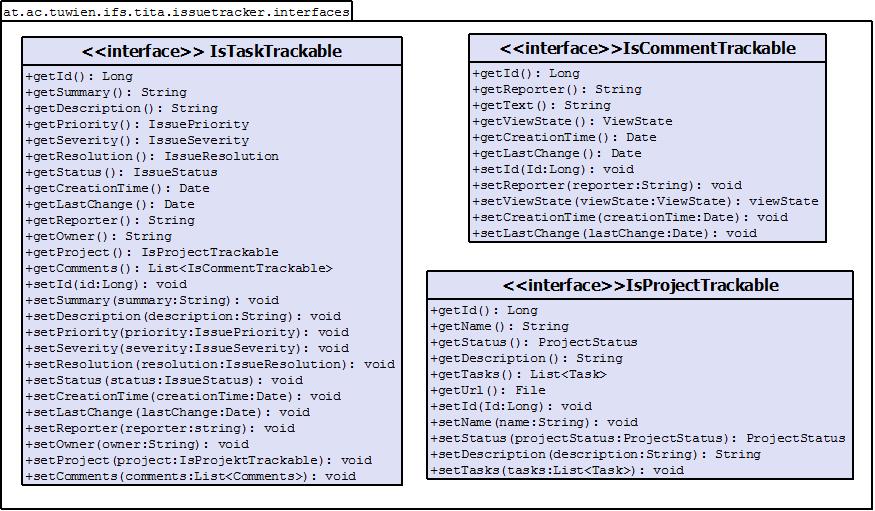 at.ac.tuwien.ifs.tita.issuetracker.interfaces
<<interface>> IsTaskTrackable
+getId(): Long
+getSummary(): String
+getDescription(): String
+getPriority(): IssuePriority
+getSeverity(): IssueSeverity
+getResolution(): IssueResolution
+getStatus(): IssueStatus
+getCreationTime(): Date
+getLastChange(): Date
+getReporter(): String
+getOwner(): String
+getProject(): IsProjectTrackable
+getComments(): List<IsCommentTrackable>
+setId(id:Long): void
+setSummary(summary:String): void
+setDescription(description:String): void
+setPriority(priority:IssuePriority): void
+setSeverity(severity:IssueSeverity): void
+setResolution(resolution:IssueResolution): void
+setStatus(status:IssueStatus): void
+setCreationTime(creationTime:Date): void
+setLastChange(lastChange:Date): void
+setReporter(reporter:string): void
+setOwner(owner:String): void
+setProject(project:IsProjektTrackable): void
+setComments(comments:List<Comments>): void
<<interface>>IsCommentTrackable
+getId(): Long
+getReporter(): String
+getText(): String
+getViewState(): ViewState
+getCreationTime(): Date
+getLastChange(): Date
+setId(Id:Long): void
+setReporter(reporter:String): void
+setViewState(viewState:ViewState): viewState
+setCreationTime(creationTime:Date): void
+setLastChange(lastChange:Date): void
<<interface>>IsProjectTrackable
+getId(): Long
+getName(): String
+getStatus(): ProjectStatus
+getDescription(): String
+getTasks(): List<Task>
+getUrl(): File
+setId(Id:Long): void
+setName(name:String): void
+setStatus(projectStatus:ProjectStatus): ProjectStatus
+setDescription(description:String): String
+setTasks(tasks:List<Task>): void